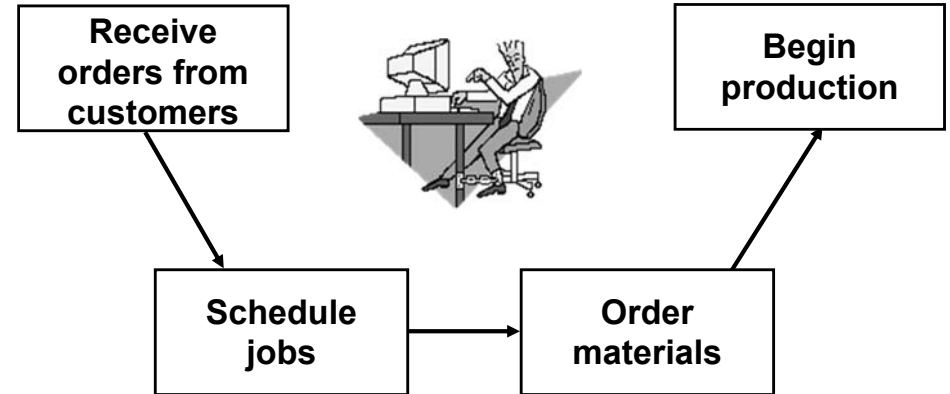 Receive
orders from
customers
Schedule
jobs
Order
materials
Begin
production